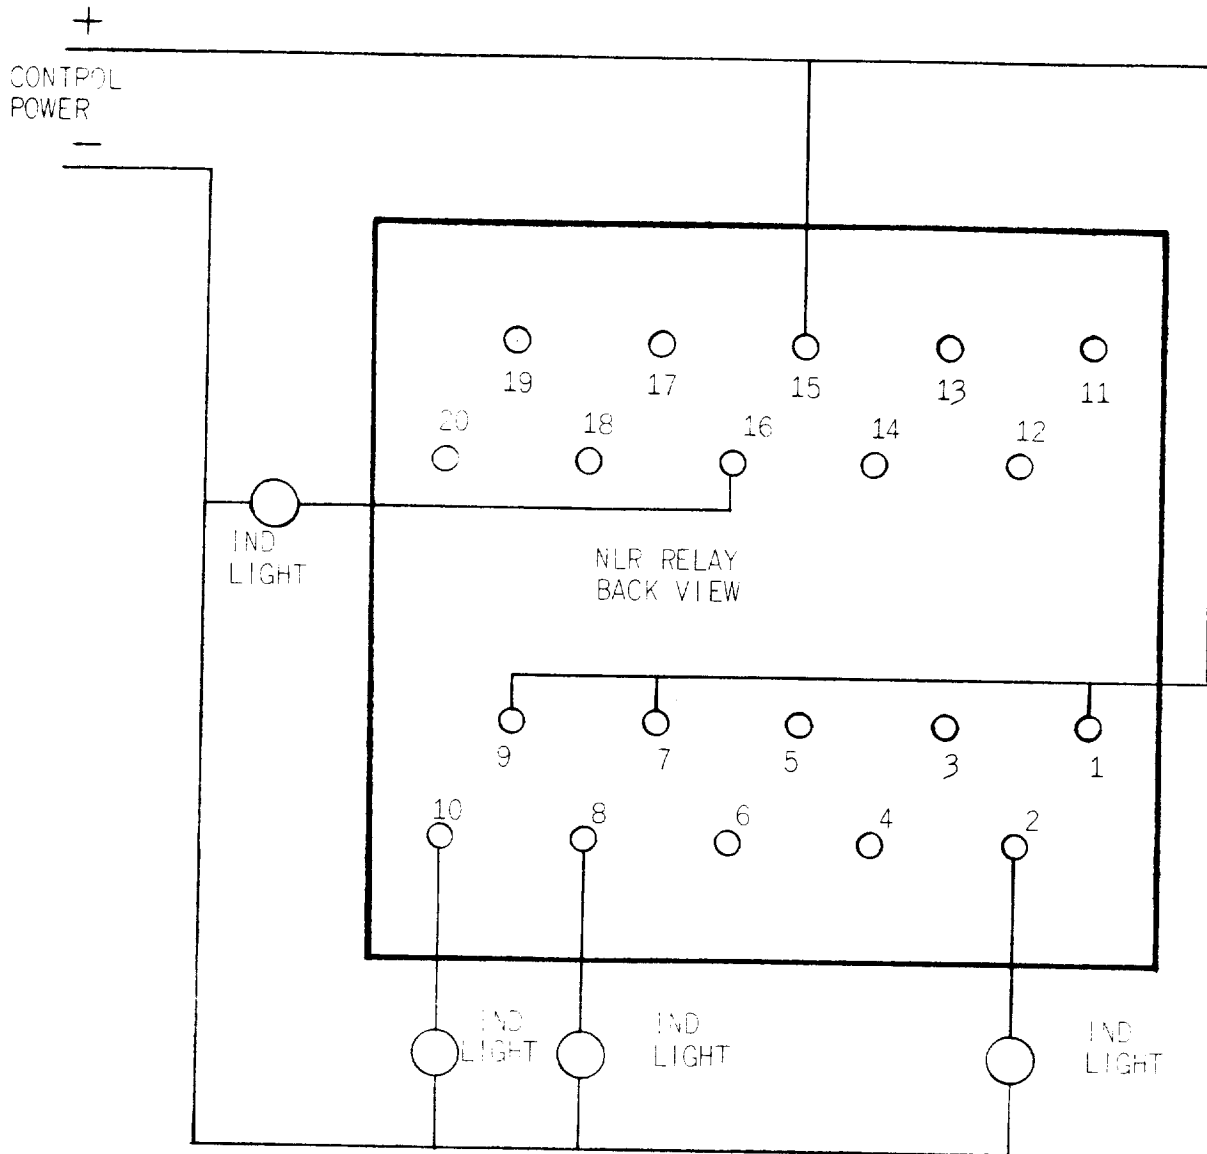 +
CONTROL
POWER
−
19 17 15 13 11
20 18 16 14 12
IND
LIGHT
NLR RELAY
BACK VIEW
9 7 5 3 1
10 8 6 4 2
IND
LIGHT
IND
LIGHT
IND
LIGHT